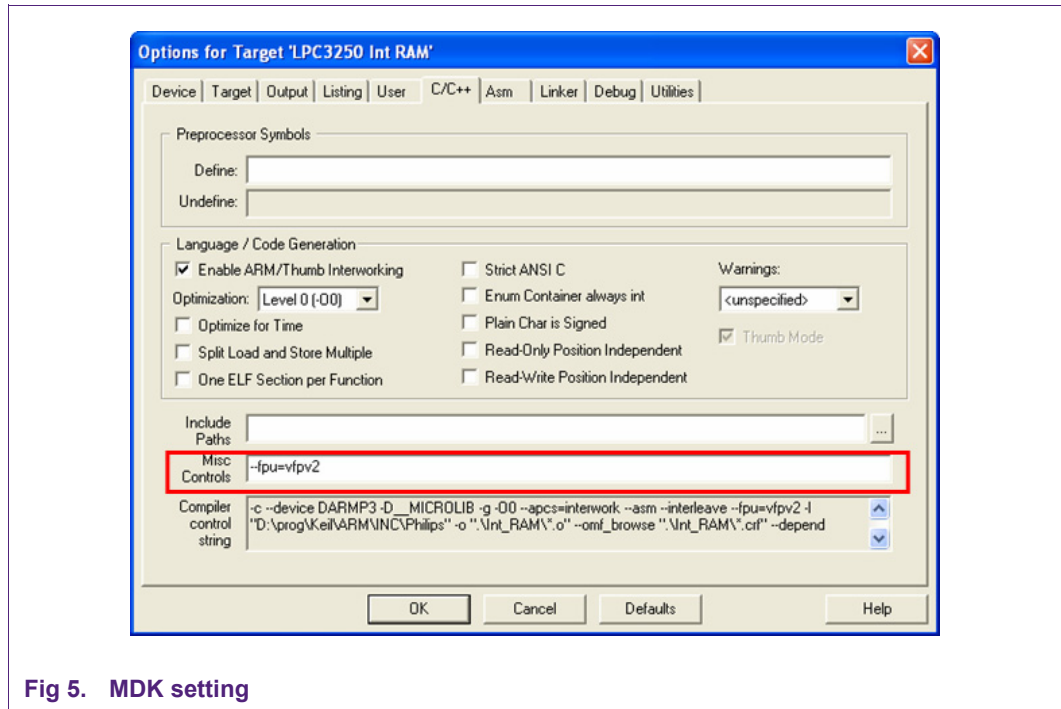 Options for Target 'LPC3250 Int RAM'
Device Target Output Listing User C/C++ Asm Linker Debug Utilities
Preprocessor Symbols
Define:
Undefine:
Language / Code Generation
Enable ARM/Thumb Interworking
Strict ANSI C
Warnings:
Optimization: Level 0 (-O0)
Enum Container always int
<unspecified>
Optimize for Time
Plain Char is Signed
Thumb Mode
Split Load and Store Multiple
Read-Only Position Independent
One ELF Section per Function
Read-Write Position Independent
Include
Paths
...
Misc
Controls
--fpu=vfpv2
Compiler
control
string
-c --device DARMP3 -D__MICROLIB -g -O0 --apcs=interwork --asm --interleave --fpu=vfpv2 -I
"D:\prog\Keil\ARM\INC\Philips" -o ".\Int_RAM\*.o" --omf_browse ".\Int_RAM\*.crf" --depend
OK Cancel Defaults Help
Fig 5. MDK setting